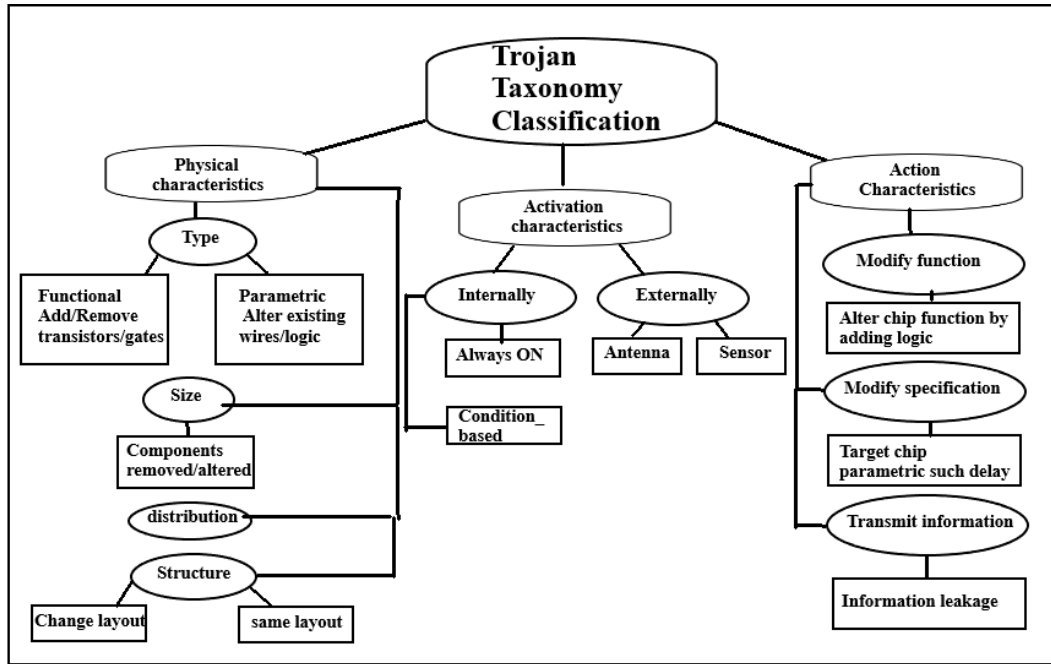 Trojan
Taxonomy
Classification
Physical
characteristics
Type
Functional
Add/Remove
transistors/gates
Parametric
Alter existing
wires/logic
Size
Components
removed/altered
distribution
Structure
Change layout
same layout
Activation
characteristics
Internally
Always ON
Condition_
based
Externally
Antenna
Sensor
Action
Characteristics
Modify function
Alter chip function by
adding logic
Modify specification
Target chip
parametric such delay
Transmit information
Information leakage